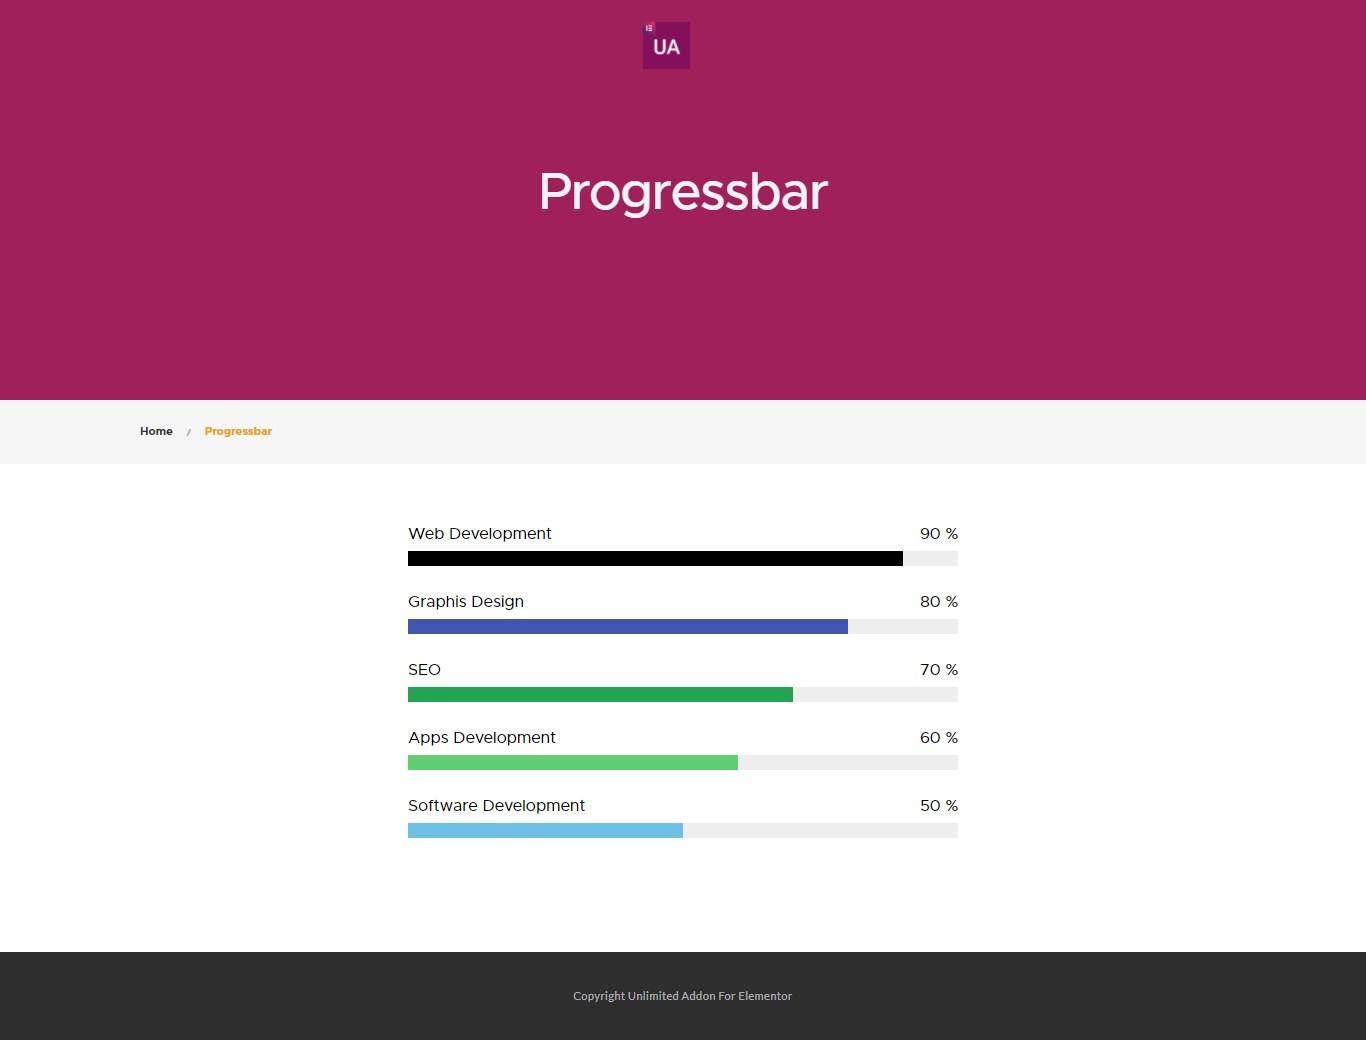 UA
Progressbar
Home / Progressbar
Web Development 90 %
Graphis Design 80 %
SEO 70 %
Apps Development 60 %
Software Development 50 %
Copyright Unlimited Addon For Elementor